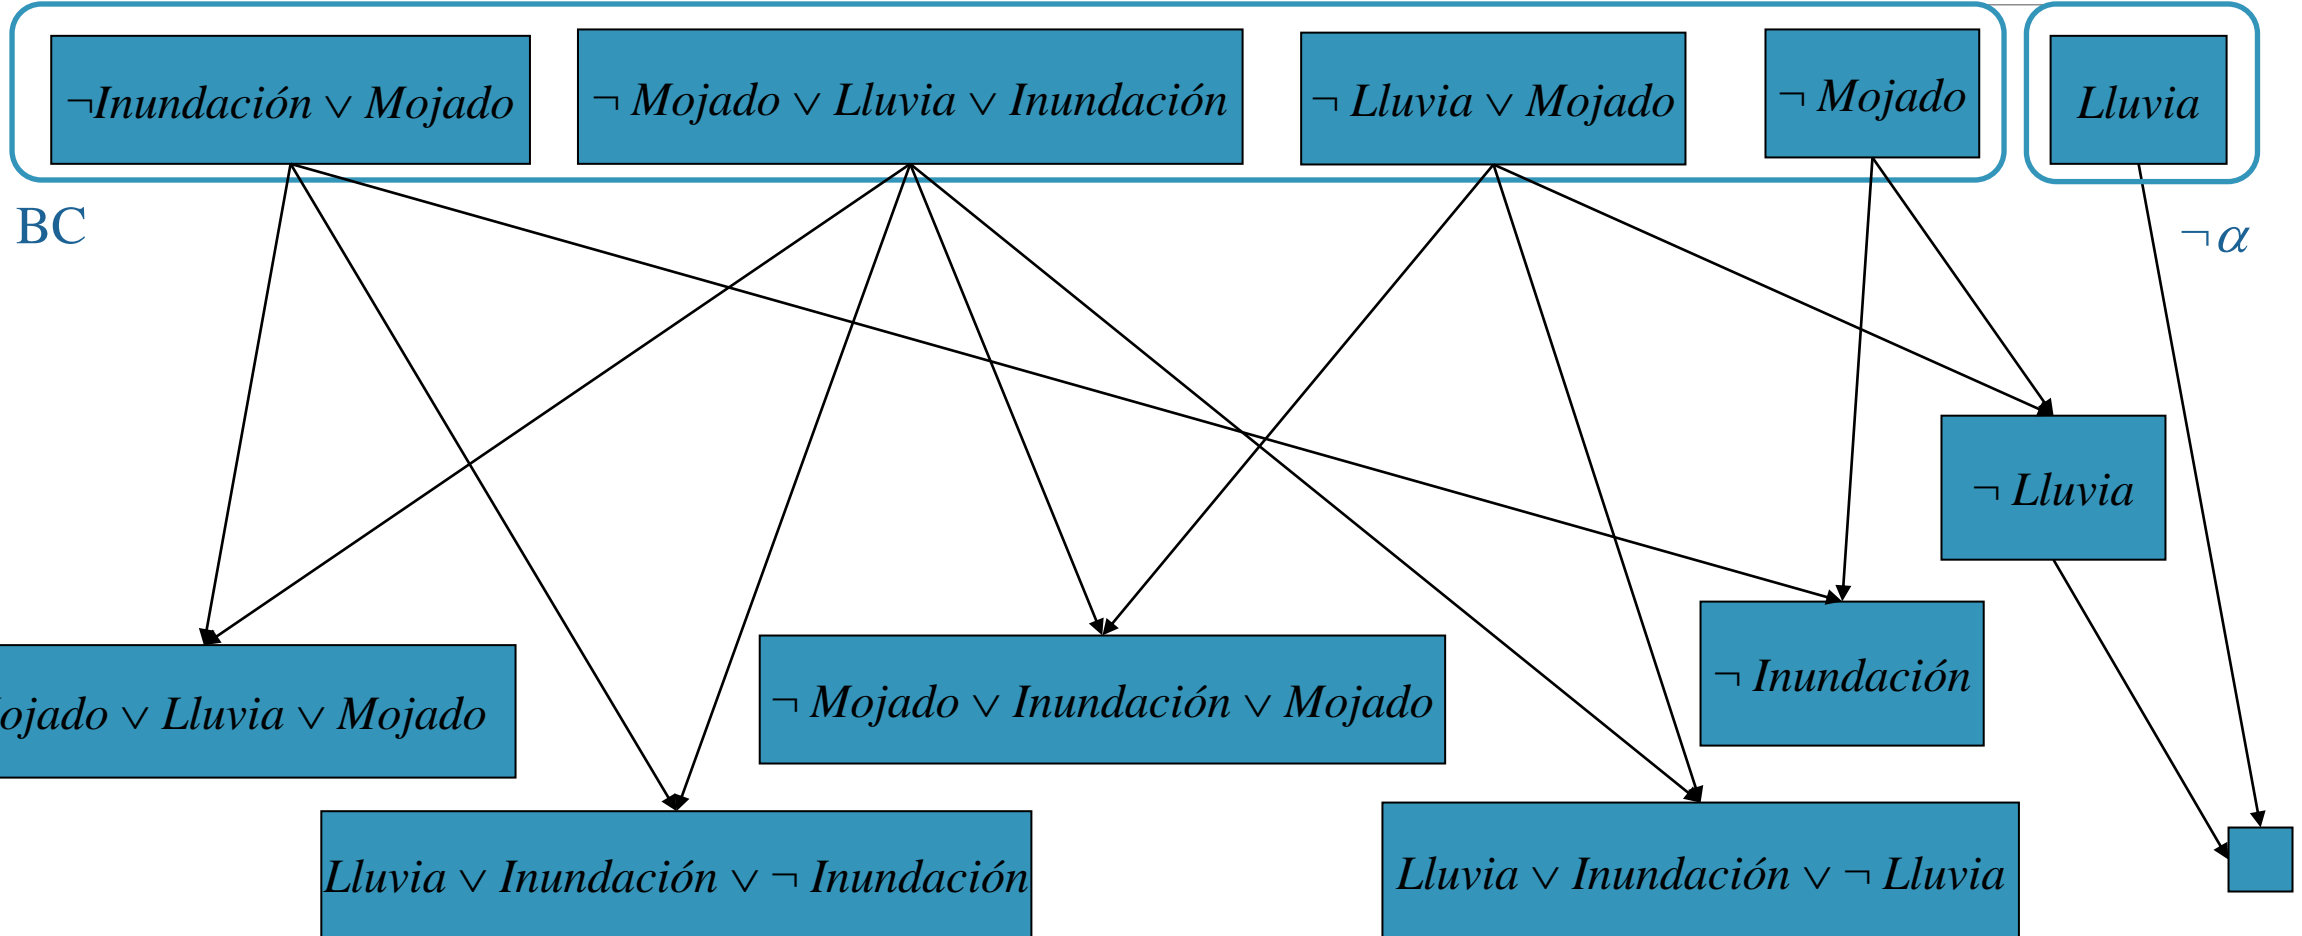 ¬Inundación ∨ Mojado
¬ Mojado ∨ Lluvia ∨ Inundación
¬ Lluvia ∨ Mojado
¬ Mojado
Lluvia
BC
¬α
¬ Lluvia
¬ Inundación
ojado ∨ Lluvia ∨ Mojado
¬ Mojado ∨ Inundación ∨ Mojado
Lluvia ∨ Inundación ∨ ¬ Inundación
Lluvia ∨ Inundación ∨ ¬ Lluvia